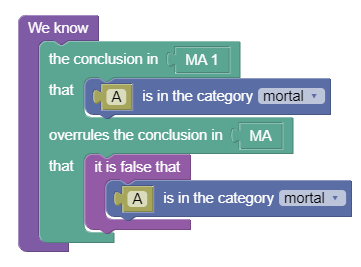 We know
the conclusion in MA 1
that A is in the category mortal
overrules the conclusion in MA
that it is false that
A is in the category mortal